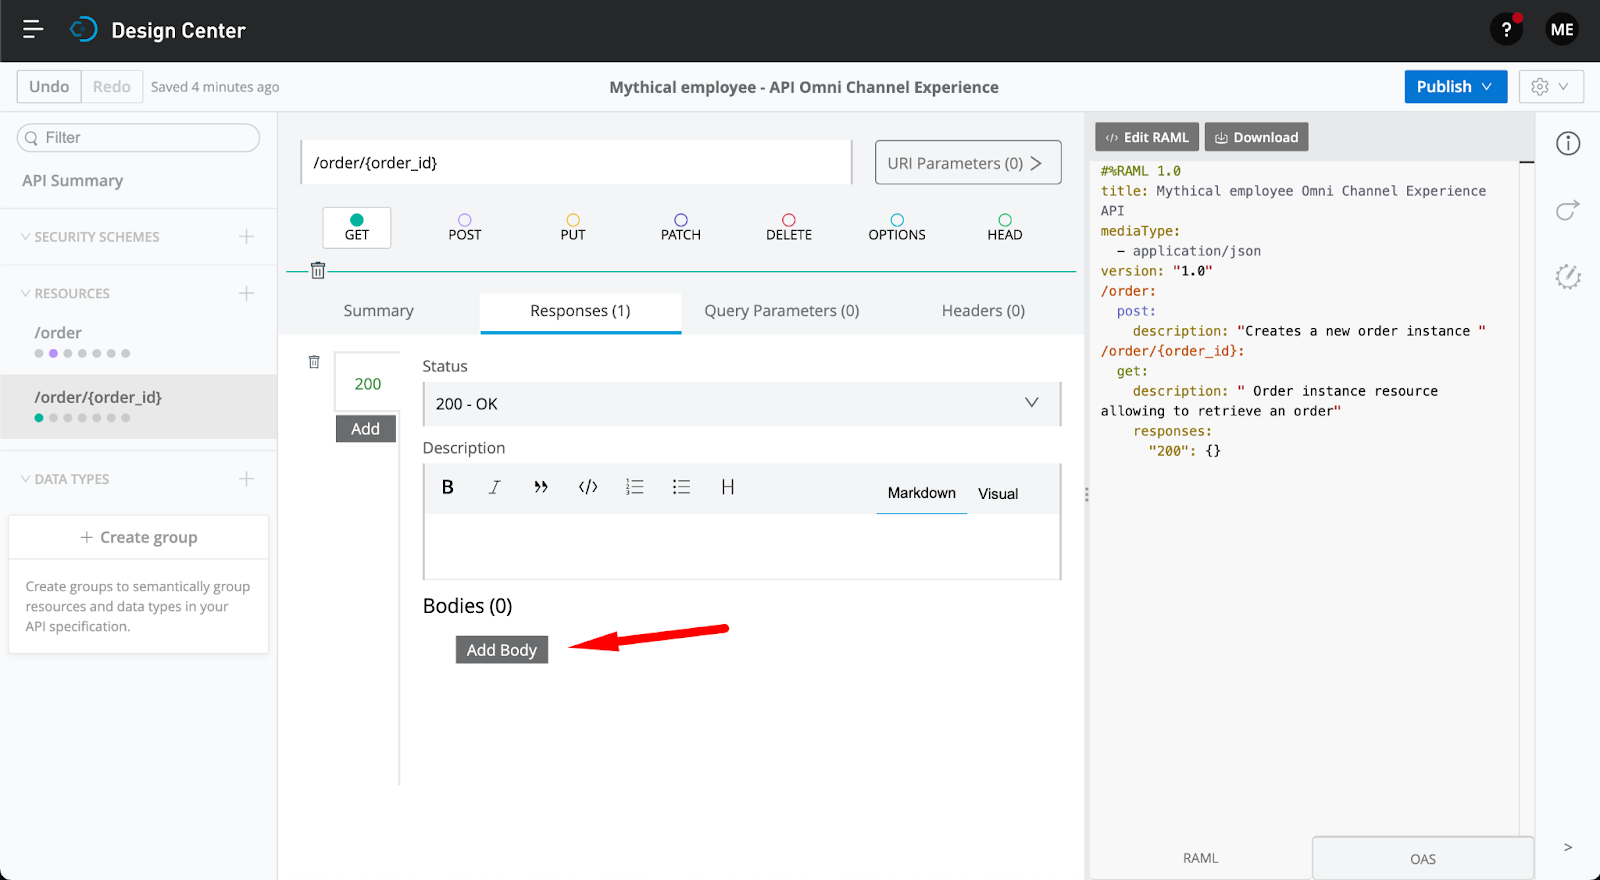 Design Center
?
ME
Undo
Redo
Saved 4 minutes ago
Mythical employee - API Omni Channel Experience
Publish
Filter
API Summary
SECURITY SCHEMES
RESOURCES
/order
/order/{order_id}
DATA TYPES
+ Create group
Create groups to semantically group
resources and data types in your
API specification.
/order/{order_id}
URI Parameters (0) >
GET
POST
PUT
PATCH
DELETE
OPTIONS
HEAD
Summary
Responses (1)
Query Parameters (0)
Headers (0)
200
Add
Status
200 - OK
Description
B
I
H
Markdown
Visual
Bodies (0)
Add Body
</> Edit RAML
Download
#%RAML 1.0
title: Mythical employee Omni Channel Experience
API
mediaType:
- application/json
version: "1.0"
/order:
post:
description: "Creates a new order instance "
/order/{order_id}:
get:
description: " Order instance resource
allowing to retrieve an order"
responses:
"200": {}
RAML
OAS
>